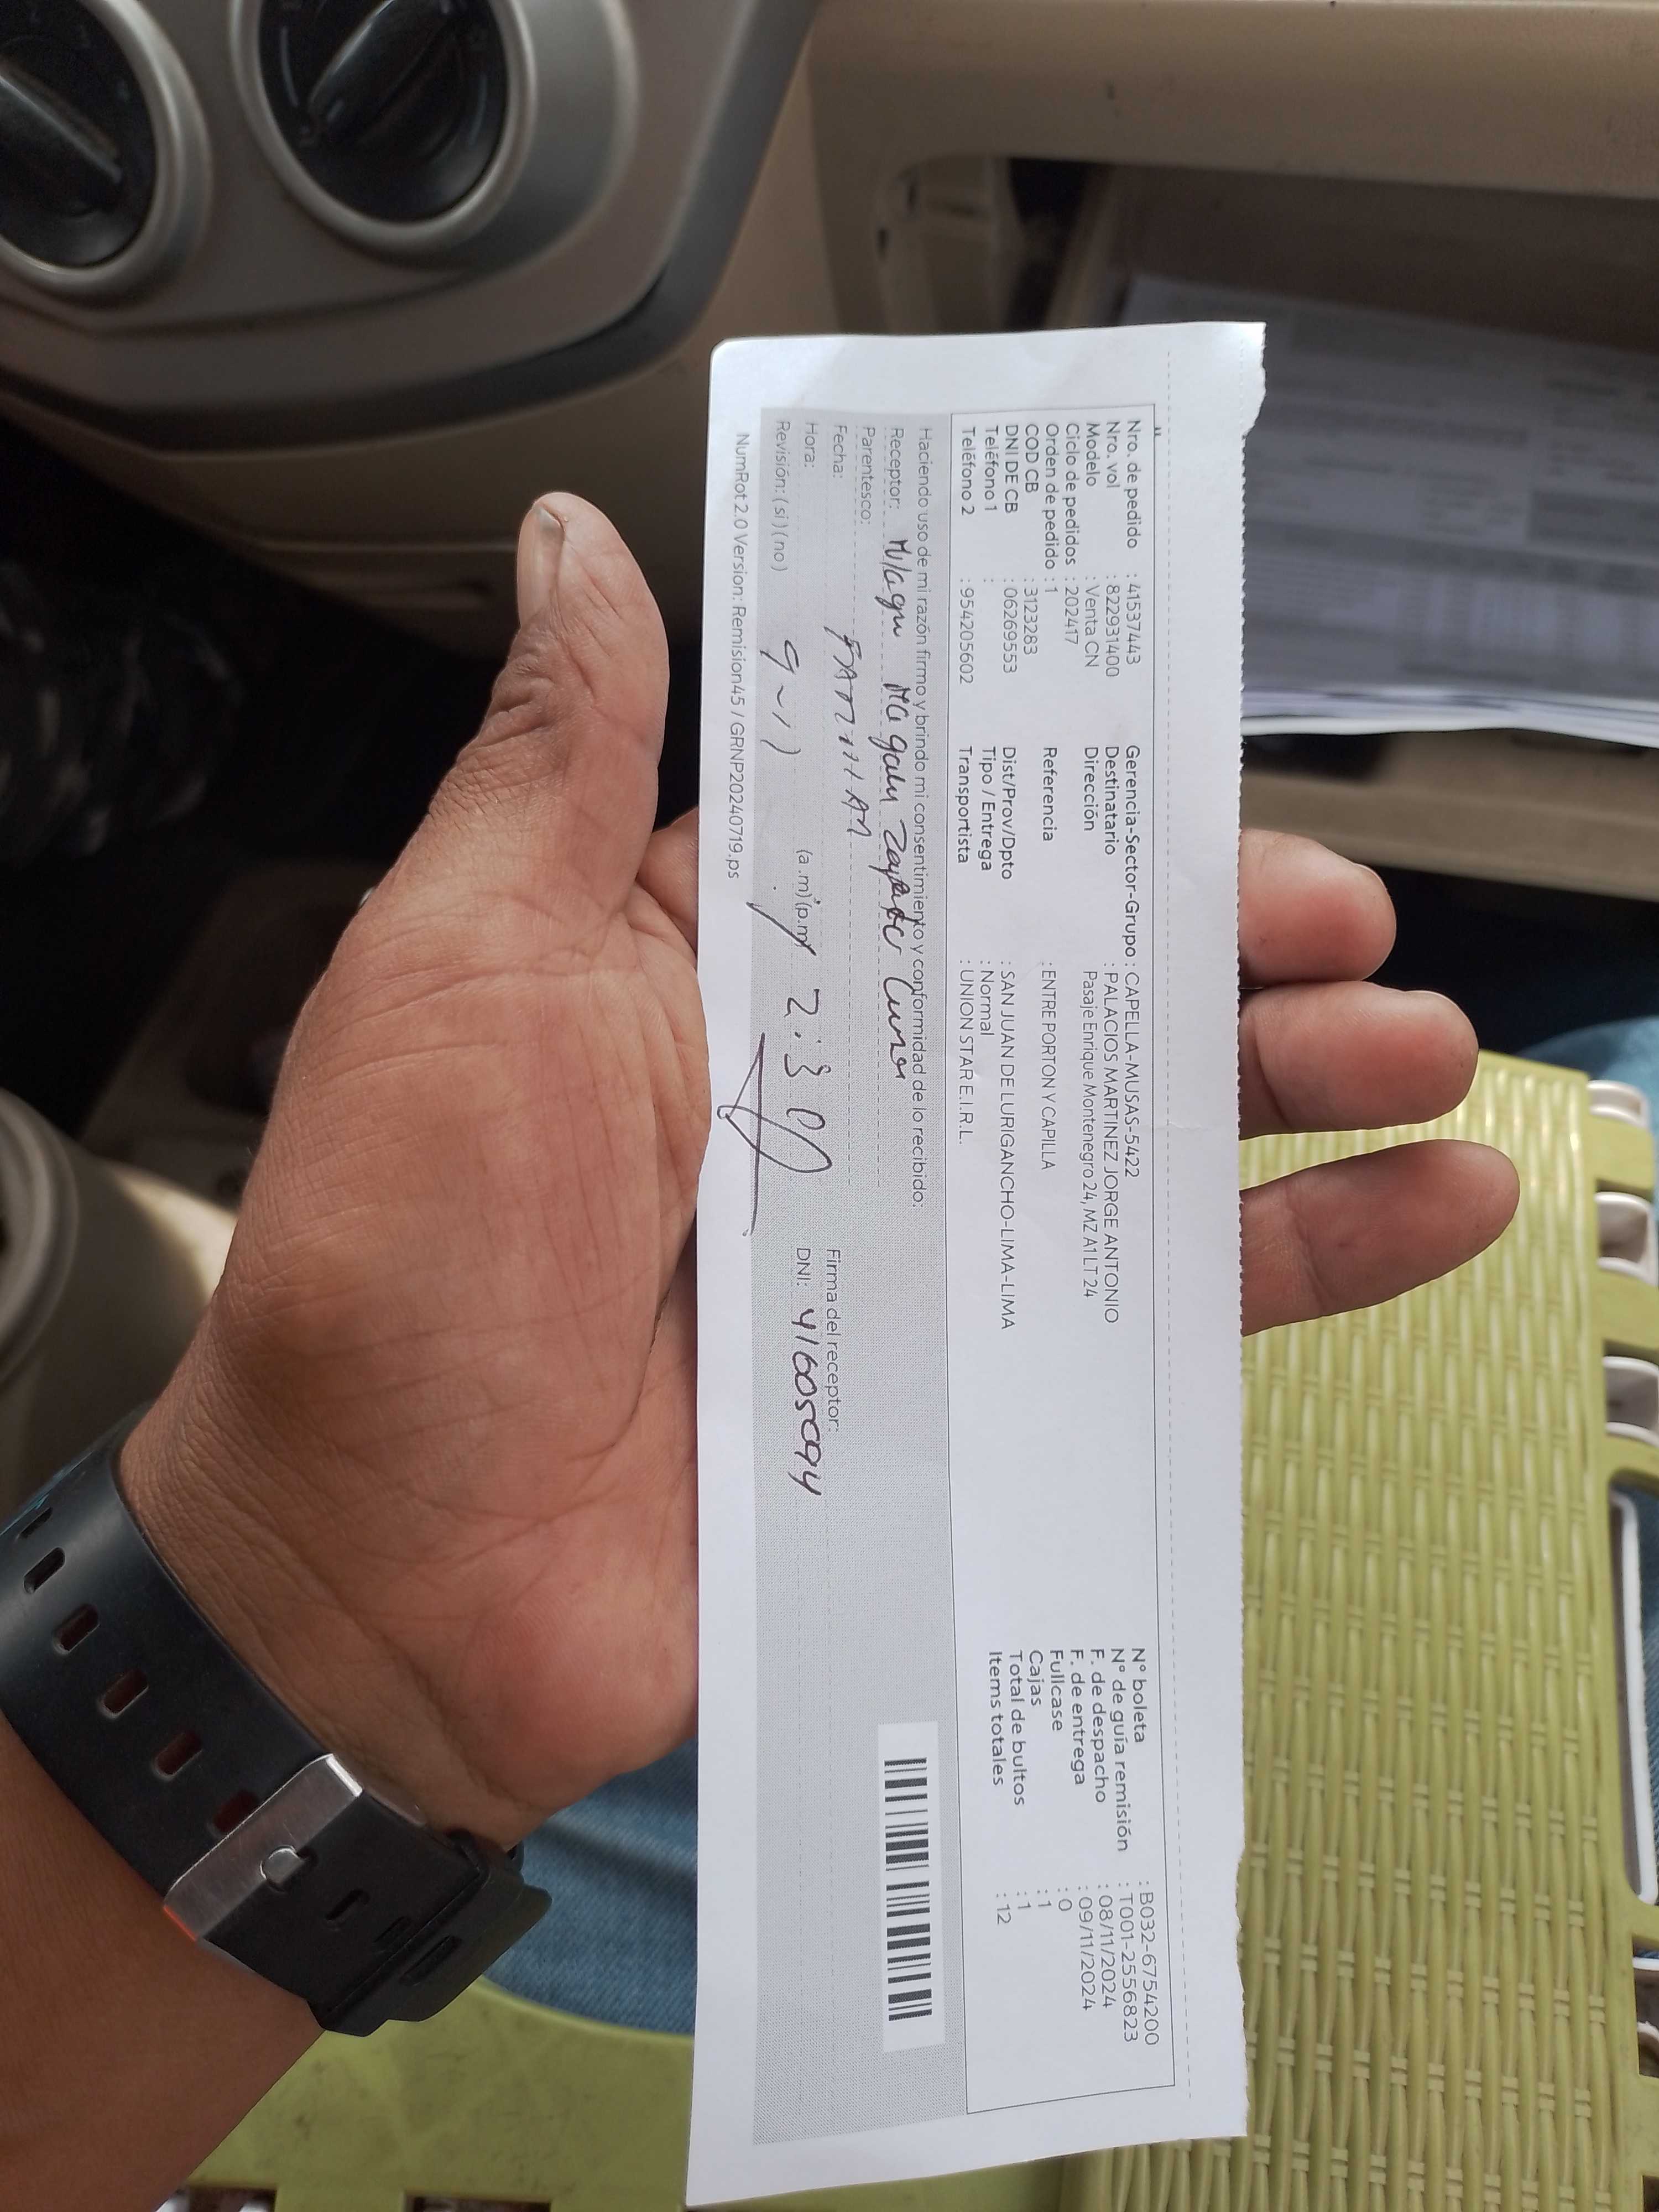 Nro. de pedido : 41537443
Nro. vol : 822931400
Modelo : Venta CN
Ciclo de pedidos : 202417
Orden de pedido : 1
COD CB : 3123283
DNI DE CB : 06269553
Teléfono 1 :
Teléfono 2 : 954205602
Gerencia-Sector-Grupo : CAPELLA-MUSAS-5422
Destinatario : PALACIOS MARTINEZ JORGE ANTONIO
Dirección Pasaje Enrique Montenegro 24, MZ A1 LT 24
Referencia : ENTRE PORTON Y CAPILLA
Dist/Prov/Dpto : SAN JUAN DE LURIGANCHO-LIMA-LIMA
Tipo / Entrega : Normal
Transportista : UNION STAR E.I.R.L.
N° boleta : B032-6754200
N° de guía remisión : T001-2556823
F. de despacho : 08/11/2024
F. de entrega : 09/11/2024
Fullcase : 0
Cajas : 1
Total de bultos : 1
Items totales : 12
Haciendo uso de mi razón firmo y brindo mi consentimiento y conformidad de lo recibido:
Receptor: Magaly
Parentesco:
Fecha:
Hora: (a.m) (p.m) 2:30
Revisión: ( si ) ( no )
Firma del receptor:
DNI: 41605094
NumRot 2.0 Version: Remision45 / GRNP20240719.ps